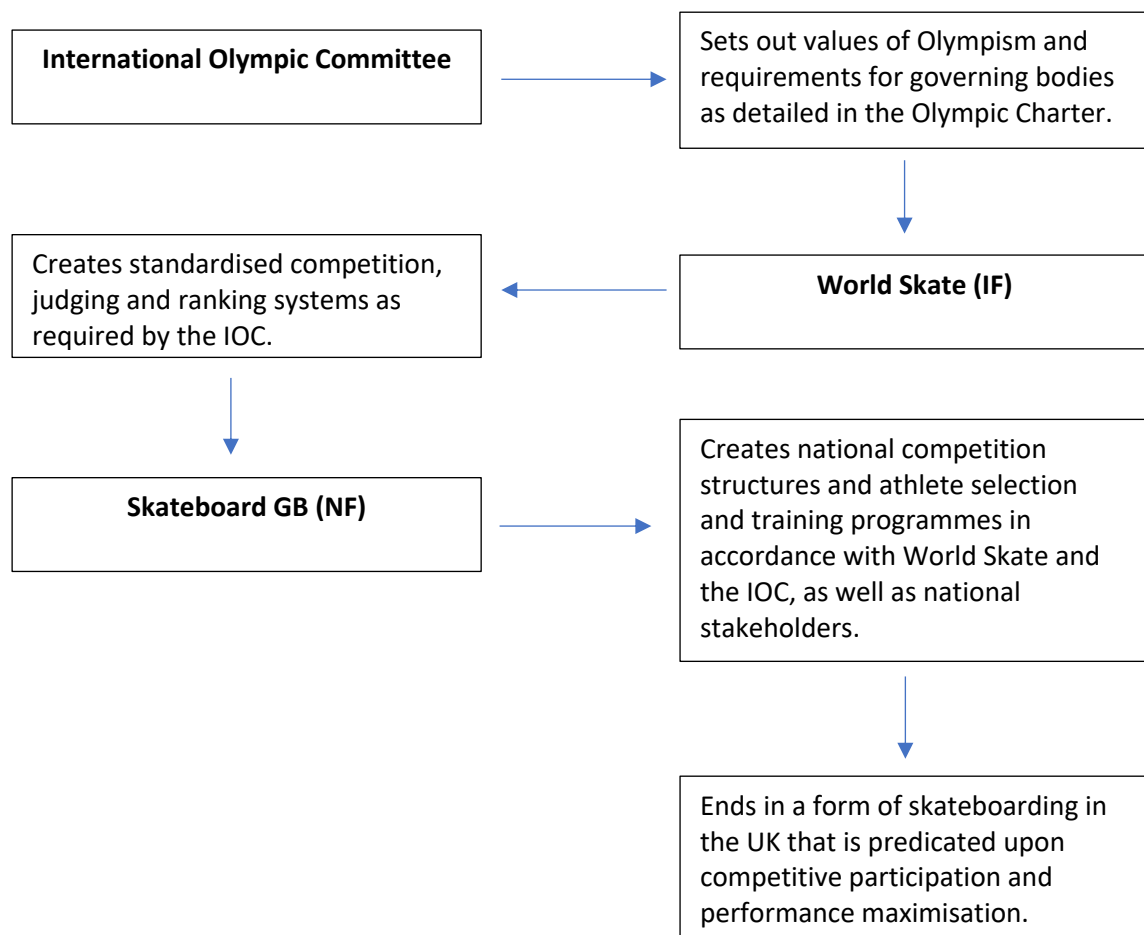 International Olympic Committee
Sets out values of Olympism and
requirements for governing bodies
as detailed in the Olympic Charter.
World Skate (IF)
Creates standardised competition,
judging and ranking systems as
required by the IOC.
Skateboard GB (NF)
Creates national competition
structures and athlete selection
and training programmes in
accordance with World Skate and
the IOC, as well as national
stakeholders.
Ends in a form of skateboarding in
the UK that is predicated upon
competitive participation and
performance maximisation.